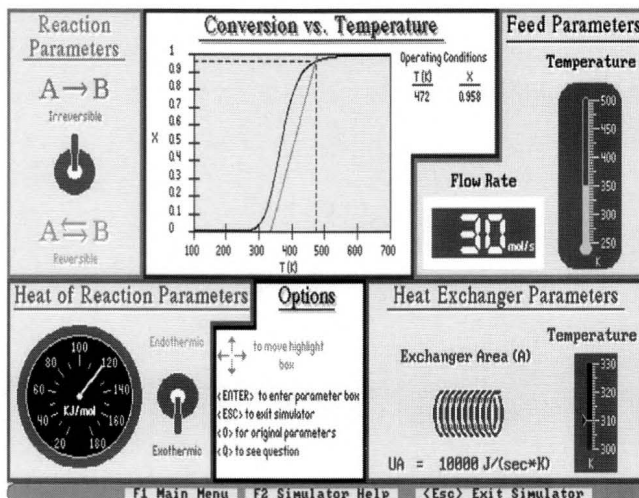 Reaction
Parameters
A→B
Irreversible
A⇆B
Reversible
Conversion vs. Temperature
1
0.9
0.8
0.7
0.6
0.5
0.4
0.3
0.2
0.1
0
X
100 200 300 400 500 600 700
T(K)
Operating Conditions
T(K) X
472 0.958
Feed Parameters
Temperature
500
450
400
350
300
250
K
Flow Rate
30 mol/s
Heat of Reaction Parameters
20 40 60 80 100 120 140 160 180
KJ/mol
Endothermic
Exothermic
Options
to move highlight
box
<ENTER> to enter parameter box
<ESC> to exit simulator
<O> for original parameters
<Q> to see question
Heat Exchanger Parameters
Temperature
330
320
310
300
K
Exchanger Area (A)
UA = 10000 J/(sec*K)
F1 Main Menu F2 Simulator Help <Esc> Exit Simulator